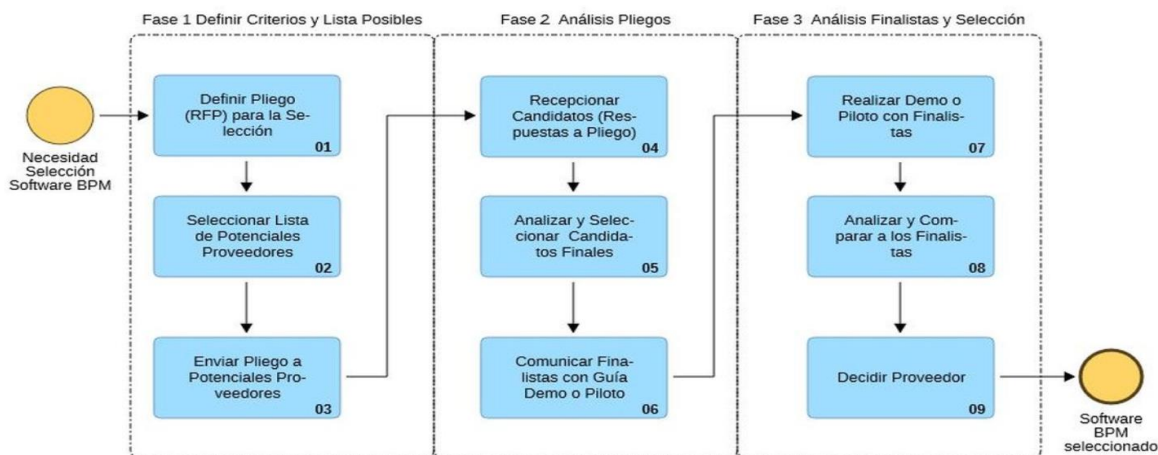 Fase 1 Definir Criterios y Lista Posibles
Fase 2 Análisis Pliegos
Fase 3 Análisis Finalistas y Selección
Necesidad
Selección
Software BPM
Definir Pliego
(RFP) para la Se-
lección
01
Seleccionar Lista
de Potenciales
Proveedores
02
Enviar Pliego a
Potenciales Pro-
veedores
03
Recepcionar
Candidatos (Res-
puestas a Pliego)
04
Analizar y Selec-
cionar Candida-
tos Finales
05
Comunicar Fina-
listas con Guía
Demo o Piloto
06
Realizar Demo o
Piloto con Finalis-
tas
07
Analizar y Com-
parar a los Finalis-
tas
08
Decidir Proveedor
09
Software
BPM
seleccionado